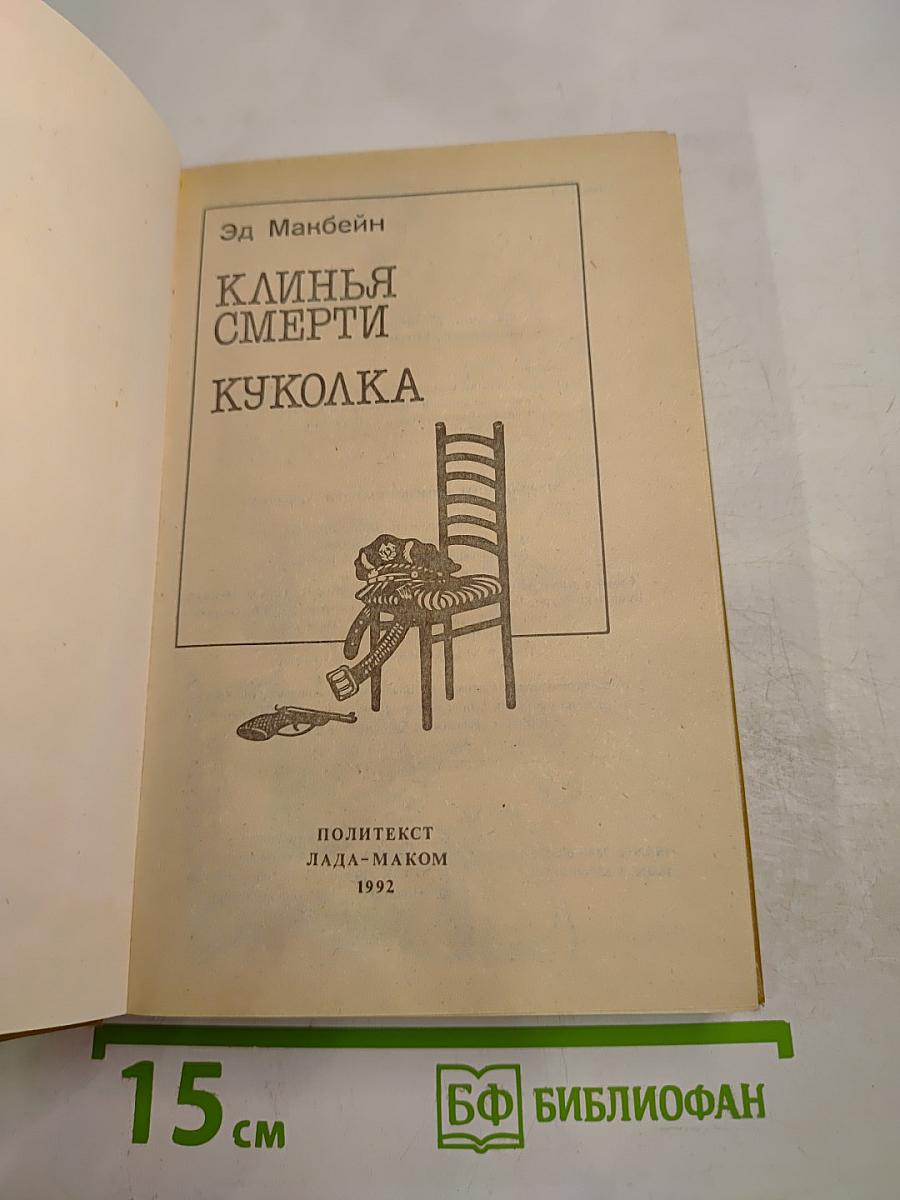 Эд Макбейн
КЛИНЬЯ
СМЕРТИ
КУКОЛКА
ПОЛИТЕКСТ
ЛАДА-МАКОМ
1992
15 см
БФ БИБЛИОФАН